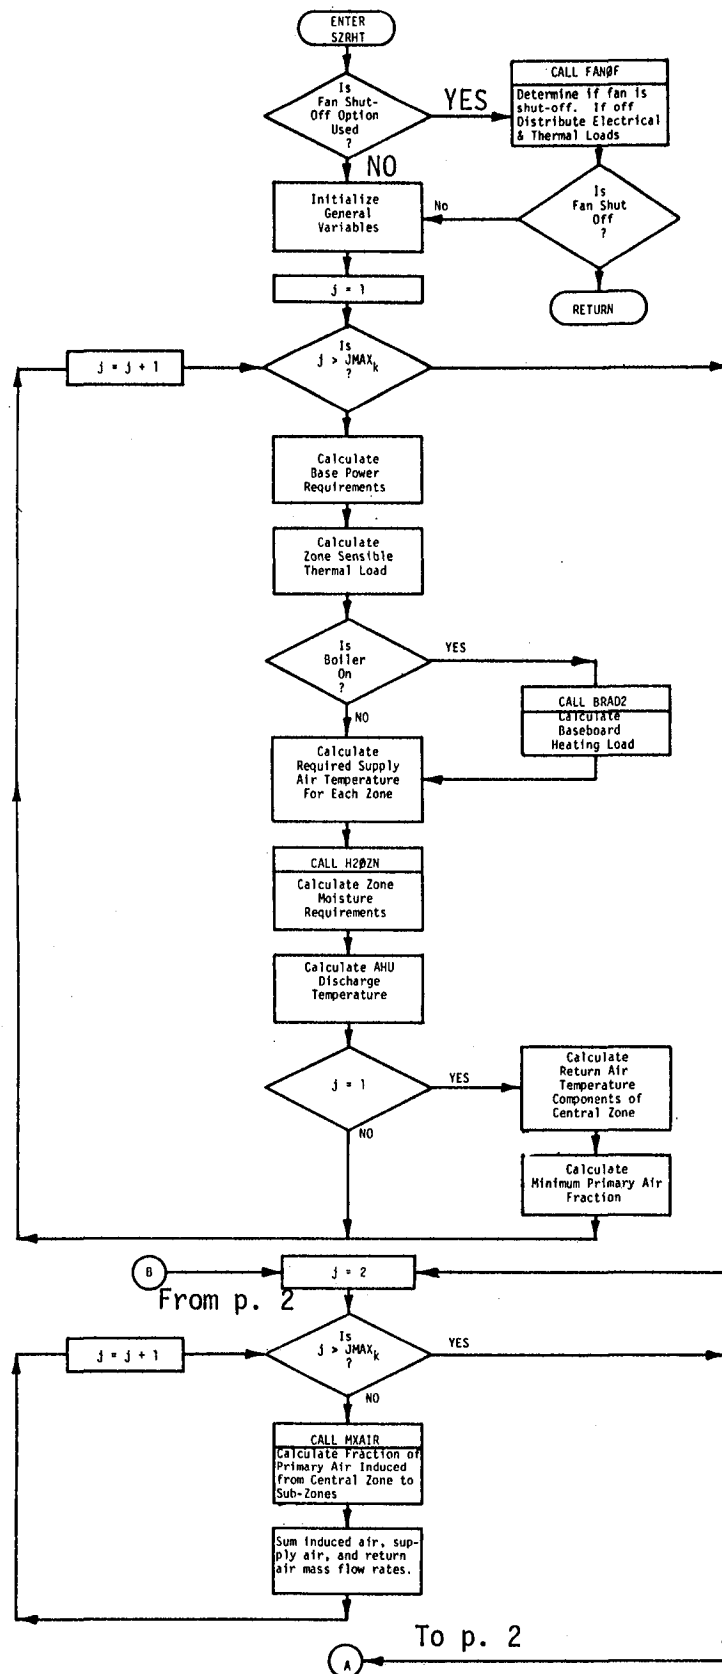 ENTER
SZRHT
Is
Fan Shut-
Off Option
Used
?
YES
CALL FANØF
Determine if fan is
shut-off. If off
Distribute Electrical
& Thermal Loads
NO
Initialize
General
Variables
No
Is
Fan Shut
Off
?
RETURN
j = 1
j = j + 1
Is
j > JMAXk
?
Calculate
Base Power
Requirements
Calculate
Zone Sensible
Thermal Load
Is
Boiler
On
?
YES
CALL BRAD2
Calculate
Baseboard
Heating Load
NO
Calculate
Required Supply
Air Temperature
For Each Zone
CALL H2ØZN
Calculate Zone
Moisture
Requirements
Calculate AHU
Discharge
Temperature
j = 1
YES
Calculate
Return Air
Temperature
Components of
Central Zone
NO
Calculate
Minimum Primary Air
Fraction
B
j = 2
From p. 2
j = j + 1
Is
j > JMAXk
?
YES
NO
CALL MXAIR
Calculate Fraction of
Primary Air Induced
from Central Zone to
Sub-Zones
Sum induced air, sup-
ply air, and return
air mass flow rates.
To p. 2
A